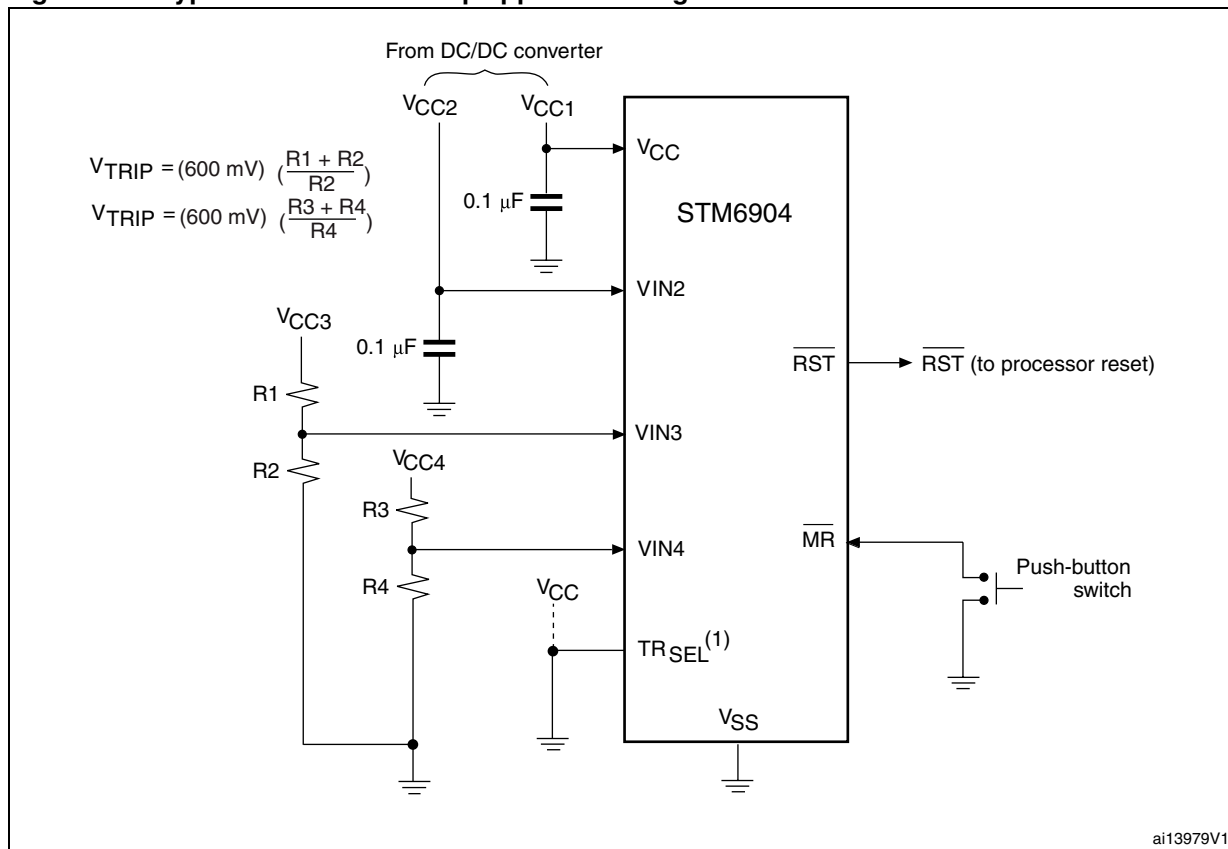 From DC/DC converter
VCC2
VCC1
VTRIP = (600 mV) (R1 + R2 / R2)
VTRIP = (600 mV) (R3 + R4 / R4)
VCC
0.1 μF
STM6904
VIN2
VCC3
0.1 μF
RST
RST (to processor reset)
R1
VIN3
R2
VCC4
R3
MR
VIN4
Push-button
switch
R4
VCC
TRSEL(1)
VSS
ai13979V1